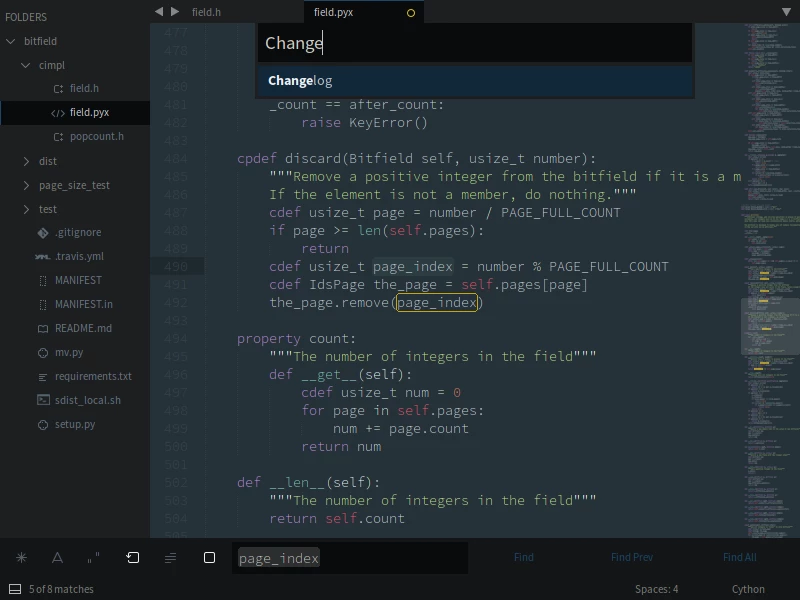 FOLDERS
bitfield
cimpl
field.h
field.pyx
popcount.h
dist
page_size_test
test
.gitignore
.travis.yml
MANIFEST
MANIFEST.in
README.md
mv.py
requirements.txt
sdist_local.sh
setup.py
field.h
field.pyx
Change
Changelog
477
478
479
480
481 _count == after_count:
482 raise KeyError()
483
484 cpdef discard(Bitfield self, usize_t number):
485 """Remove a positive integer from the bitfield if it is a m
486 If the element is not a member, do nothing."""
487 cdef usize_t page = number / PAGE_FULL_COUNT
488 if page >= len(self.pages):
489 return
490 cdef usize_t page_index = number % PAGE_FULL_COUNT
491 cdef IdsPage the_page = self.pages[page]
492 the_page.remove(page_index)
493
494 property count:
495 """The number of integers in the field"""
496 def __get__(self):
497 cdef usize_t num = 0
498 for page in self.pages:
499 num += page.count
500 return num
501
502 def __len__(self):
503 """The number of integers in the field"""
504 return self.count
505
page_index
Find
Find Prev
Find All
5 of 8 matches
Spaces: 4
Cython